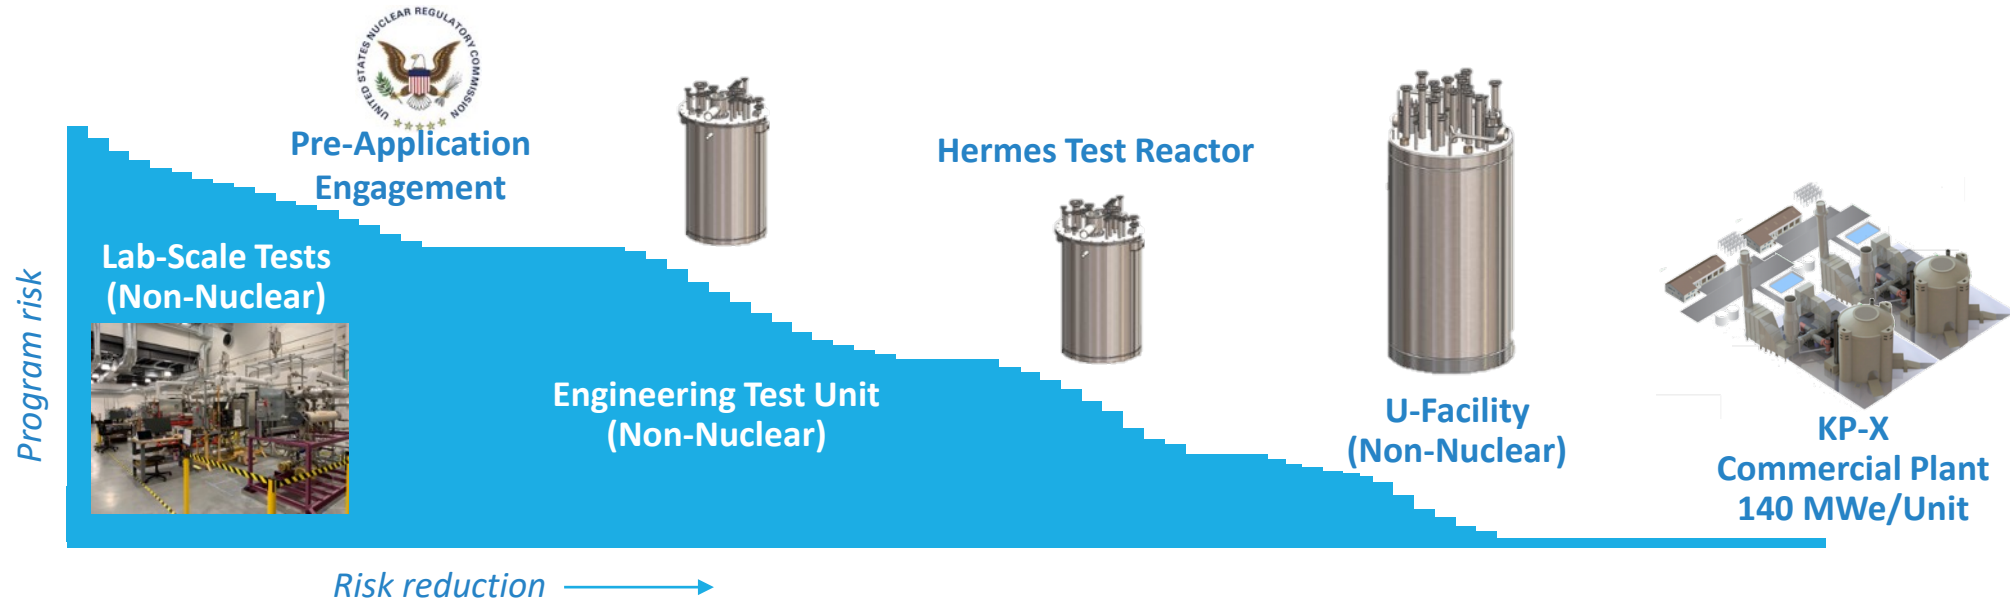 UNITED STATES NUCLEAR REGULATORY COMMISSION
Pre-Application
Engagement
Hermes Test Reactor
Lab-Scale Tests
(Non-Nuclear)
Program risk
Engineering Test Unit
(Non-Nuclear)
U-Facility
(Non-Nuclear)
KP-X
Commercial Plant
140 MWe/Unit
Risk reduction